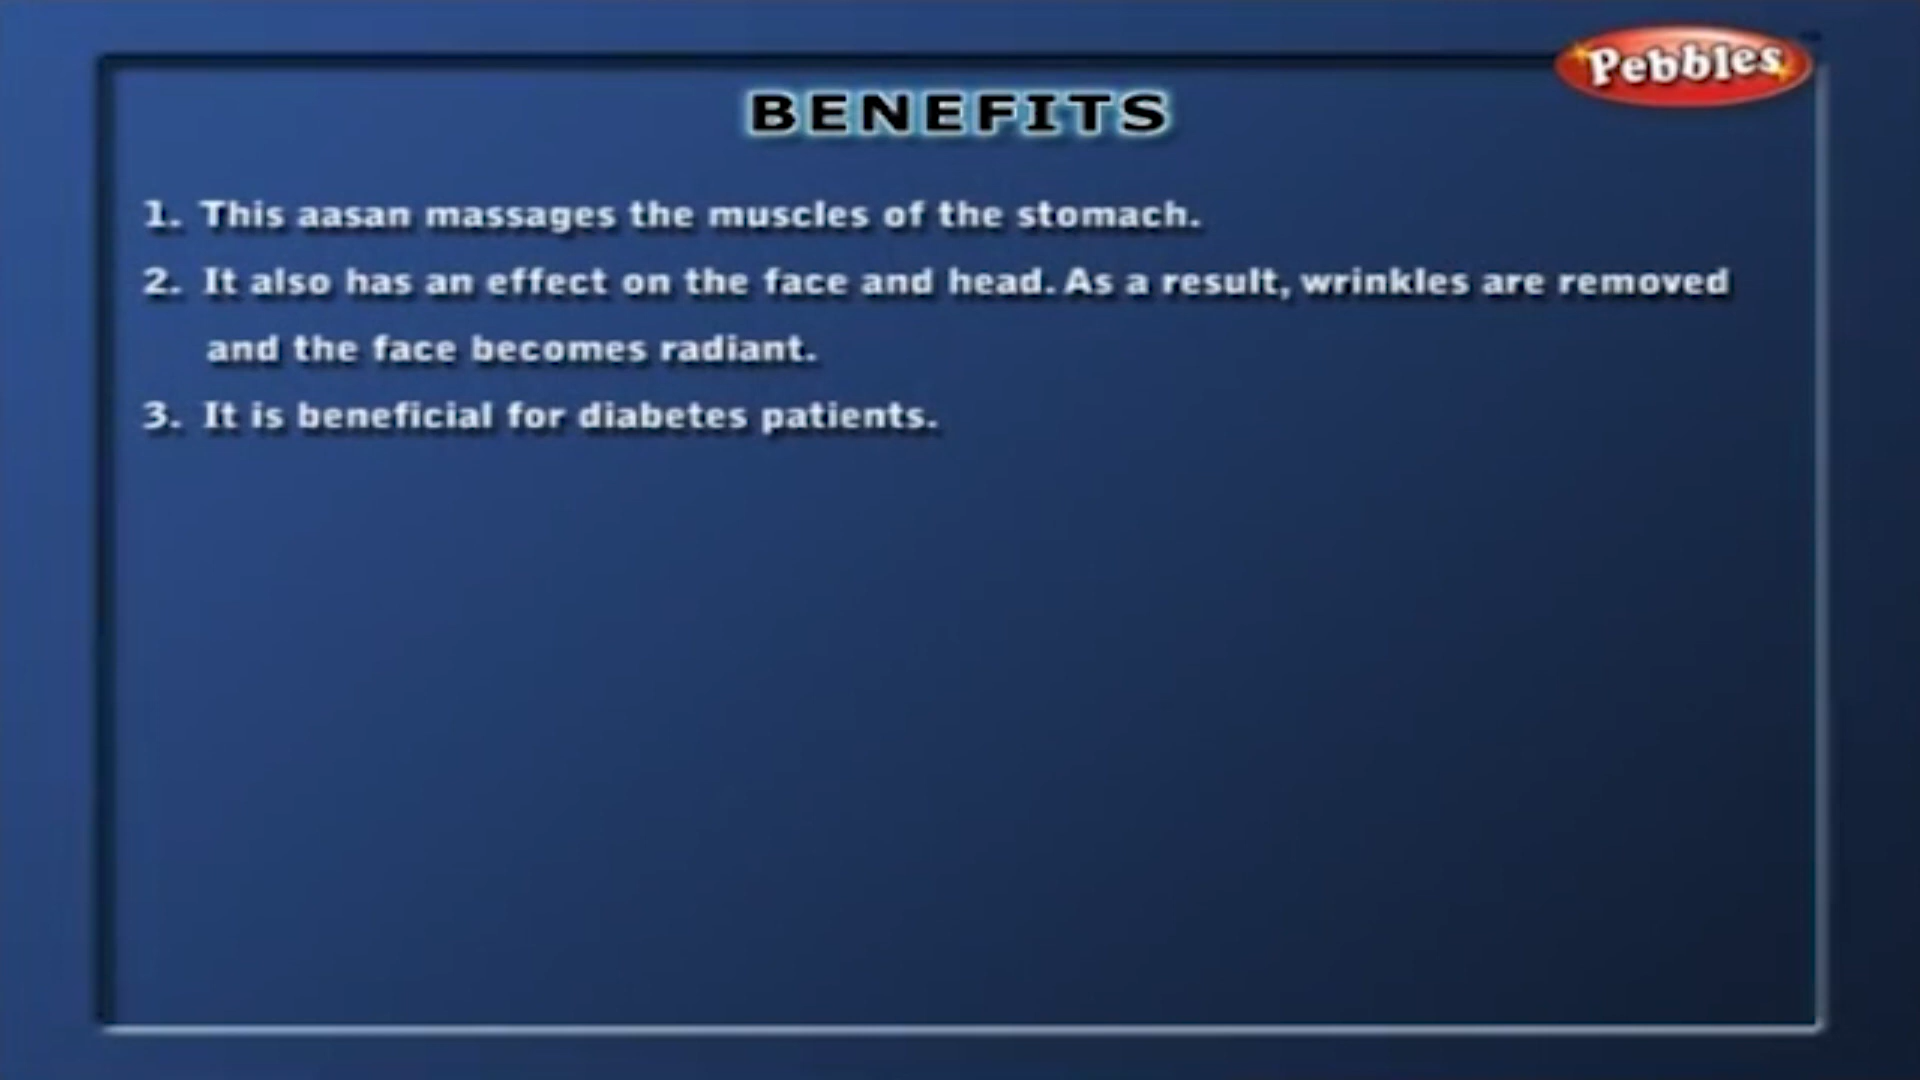 Pebbles
BENEFITS
1. This aasan massages the muscles of the stomach.
2. It also has an effect on the face and head. As a result, wrinkles are removed
and the face becomes radiant.
3. It is beneficial for diabetes patients.